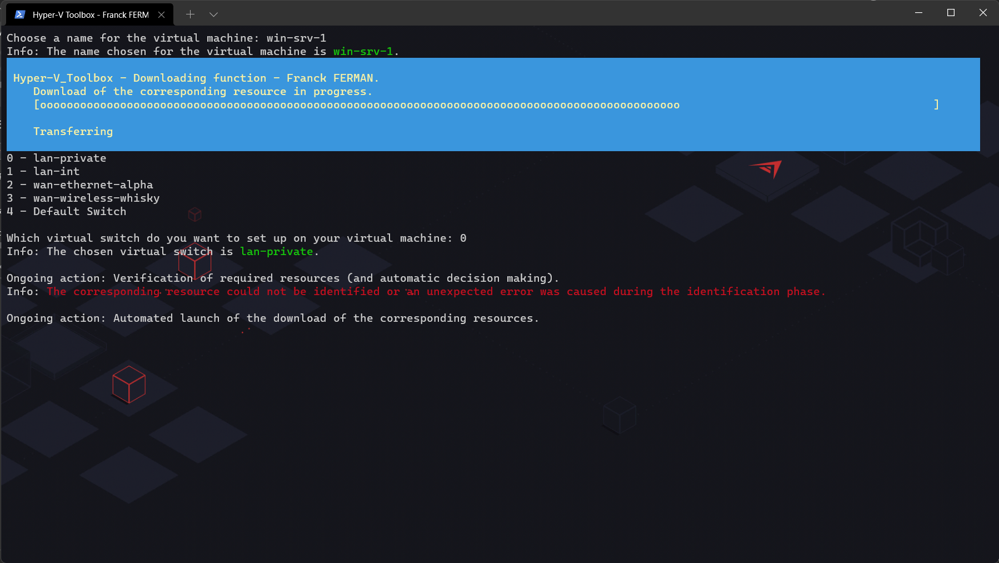 Hyper-V Toolbox - Franck FERM
Choose a name for the virtual machine: win-srv-1
Info: The name chosen for the virtual machine is win-srv-1.
Hyper-V_Toolbox - Downloading function - Franck FERMAN.
Download of the corresponding resource in progress.
[oooooooooooooooooooooooooooooooooooooooooooooooooooooooooooooooooooooooooooooooooooooooooooooooo                                      ]
Transferring
0 - lan-private
1 - lan-int
2 - wan-ethernet-alpha
3 - wan-wireless-whisky
4 - Default Switch
Which virtual switch do you want to set up on your virtual machine: 0
Info: The chosen virtual switch is lan-private.
Ongoing action: Verification of required resources (and automatic decision making).
Info: The corresponding resource could not be identified or an unexpected error was caused during the identification phase.
Ongoing action: Automated launch of the download of the corresponding resources.